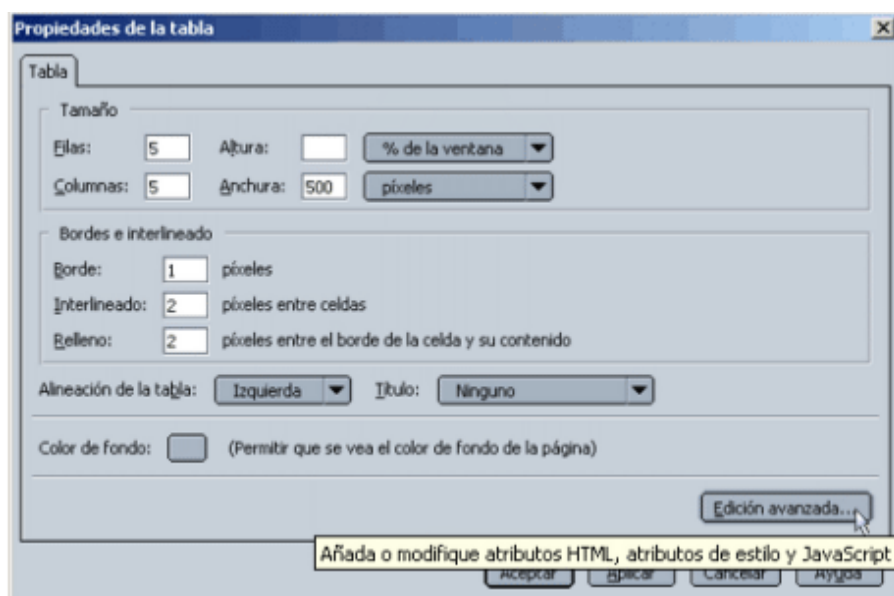 Propiedades de la tabla
Tabla
Tamaño
Filas: 5 Altura: % de la ventana
Columnas: 5 Anchura: 500 píxeles
Bordes e interlineado
Borde: 1 píxeles
Interlineado: 2 píxeles entre celdas
Relleno: 2 píxeles entre el borde de la celda y su contenido
Alineación de la tabla: Izquierda Título: Ninguno
Color de fondo: (Permitir que se vea el color de fondo de la página)
Edición avanzada...
Añada o modifique atributos HTML, atributos de estilo y JavaScript
Aceptar Aplicar Cancelar Ayuda